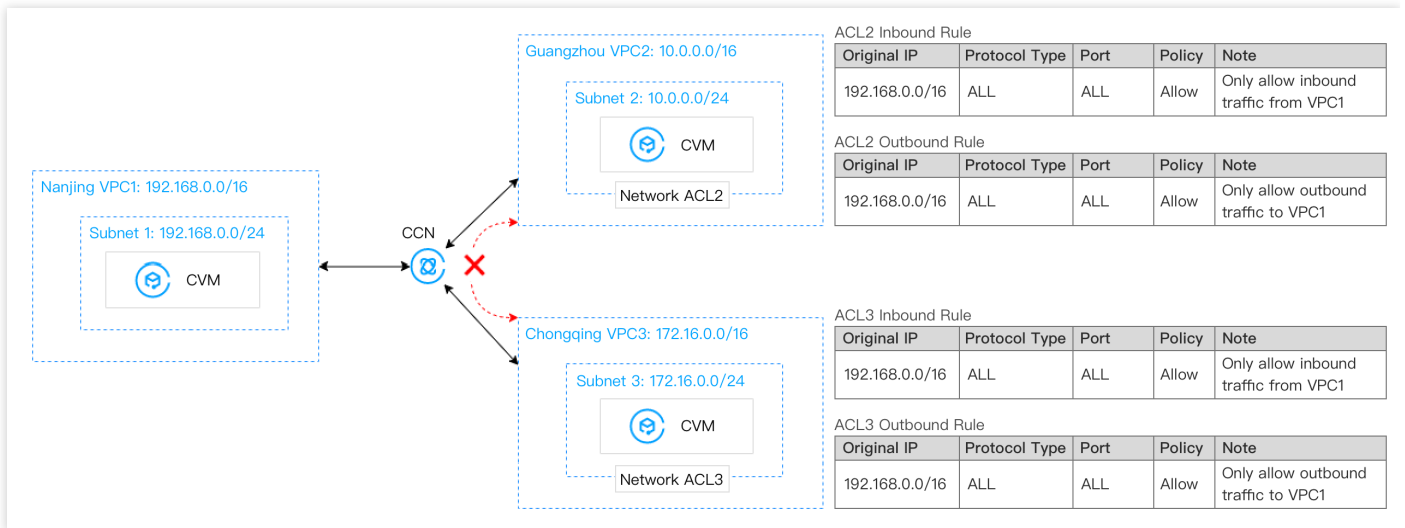 Nanjing VPC1: 192.168.0.0/16
Subnet 1: 192.168.0.0/24
CVM
CCN
Guangzhou VPC2: 10.0.0.0/16
Subnet 2: 10.0.0.0/24
CVM
Network ACL2
Chongqing VPC3: 172.16.0.0/16
Subnet 3: 172.16.0.0/24
CVM
Network ACL3
ACL2 Inbound Rule
Original IP Protocol Type Port Policy Note
192.168.0.0/16 ALL ALL Allow Only allow inbound
traffic from VPC1
ACL2 Outbound Rule
Original IP Protocol Type Port Policy Note
192.168.0.0/16 ALL ALL Allow Only allow outbound
traffic to VPC1
ACL3 Inbound Rule
Original IP Protocol Type Port Policy Note
192.168.0.0/16 ALL ALL Allow Only allow inbound
traffic from VPC1
ACL3 Outbound Rule
Original IP Protocol Type Port Policy Note
192.168.0.0/16 ALL ALL Allow Only allow outbound
traffic to VPC1